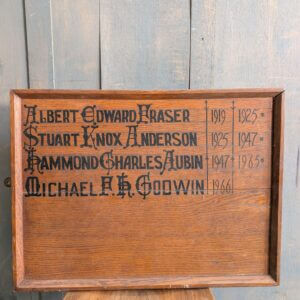 Albert Edward Fraser 1919 1925
Stuart Knox Anderson 1925 1947
Hammond Charles Aubin 1947 1965
Michael F. H. Godwin 1966